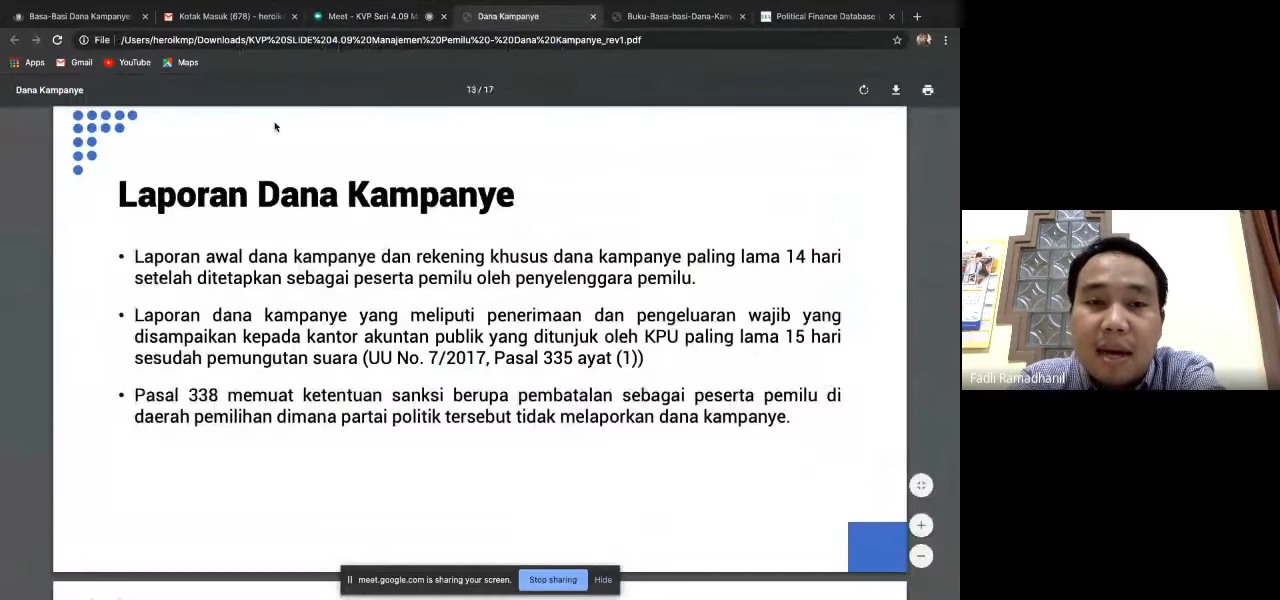 Basa-Basi Dana Kampanye:
Kotak Masuk (678) - heroik
Meet - KVP Seri 4.09 M
Dana Kampanye
Buku-Basa-basi-Dana-Kam
Political Finance Database
File
/Users/heroikmp/Downloads/KVP%20SLIDE%204.09%20Manajemen%20Pemilu%20-%20Dana%20Kampanye_rev1.pdf
Apps Gmail YouTube Maps
Dana Kampanye
13 / 17
Laporan Dana Kampanye
• Laporan awal dana kampanye dan rekening khusus dana kampanye paling lama 14 hari
setelah ditetapkan sebagai peserta pemilu oleh penyelenggara pemilu.
• Laporan dana kampanye yang meliputi penerimaan dan pengeluaran wajib yang
disampaikan kepada kantor akuntan publik yang ditunjuk oleh KPU paling lama 15 hari
sesudah pemungutan suara (UU No. 7/2017, Pasal 335 ayat (1))
• Pasal 338 memuat ketentuan sanksi berupa pembatalan sebagai peserta pemilu di
daerah pemilihan dimana partai politik tersebut tidak melaporkan dana kampanye.
Fadli Ramadhanil
meet.google.com is sharing your screen.
Stop sharing
Hide